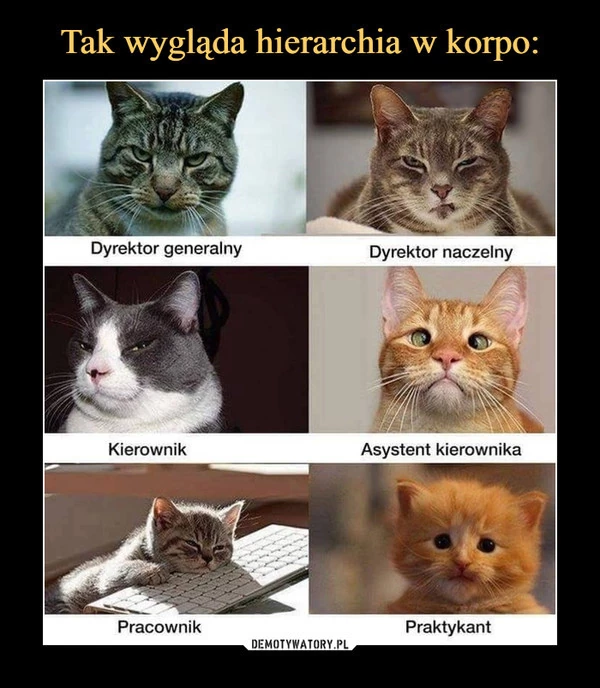 Tak wygląda hierarchia w korpo:
Dyrektor generalny
Dyrektor naczelny
Kierownik
Asystent kierownika
Pracownik
Praktykant
DEMOTYWATORY.PL